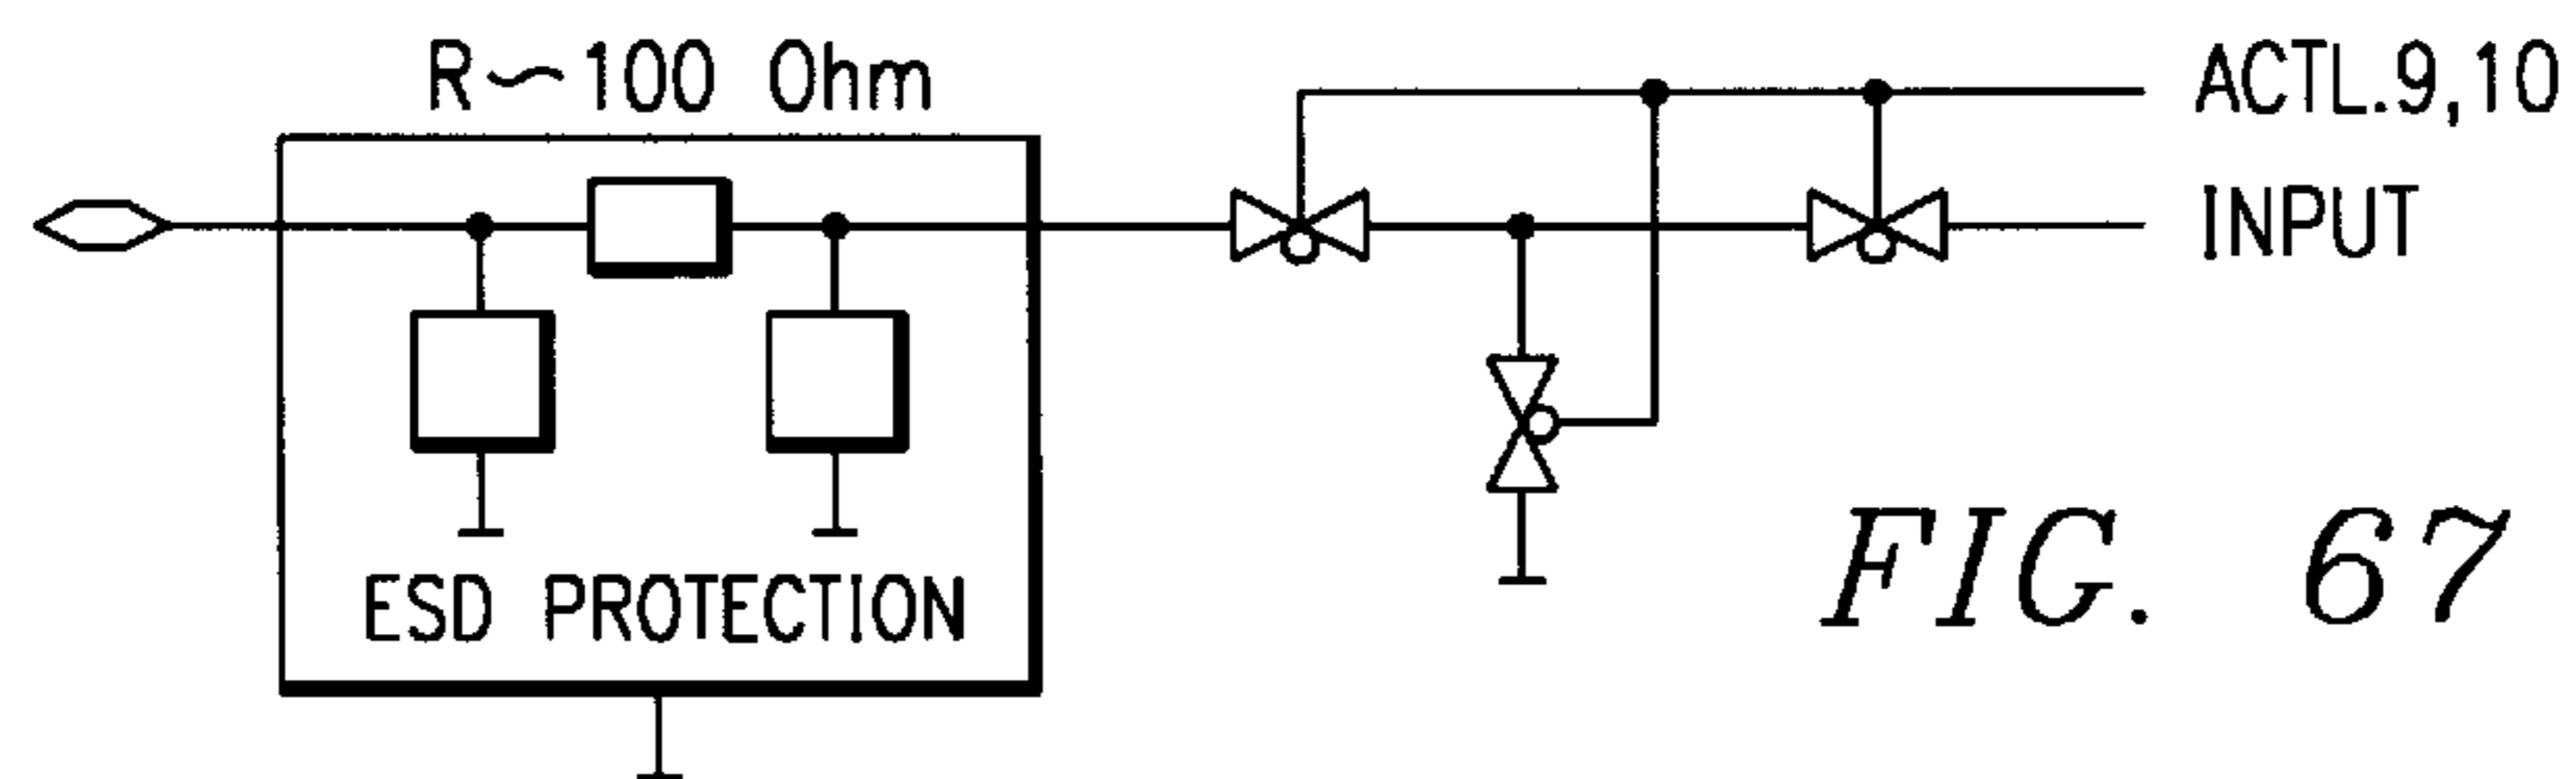 R~100 Ohm
ACTL.9,10
INPUT
ESD PROTECTION
FIG. 67